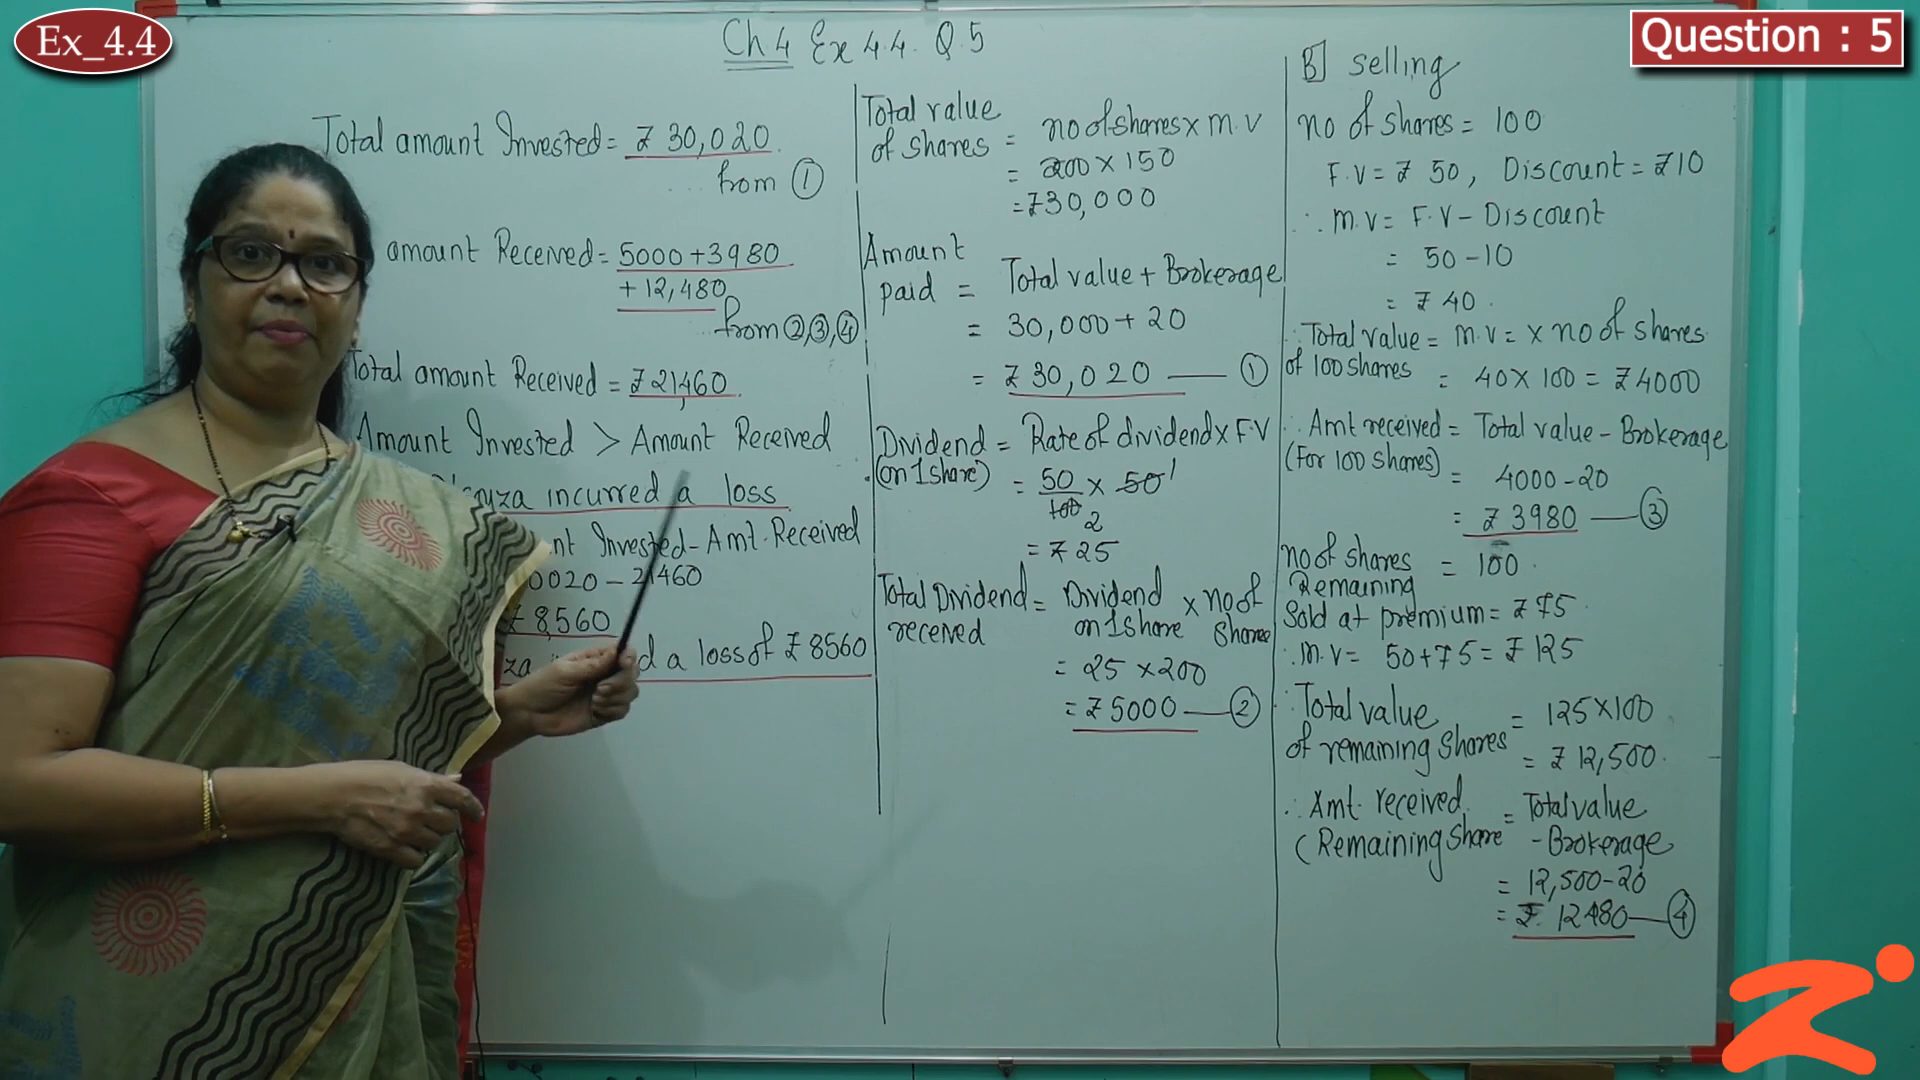 Ex_4.4
Question : 5
Ch 4 Ex 4.4. Q.5
Total amount Invested = ₹ 30,020
from ①
amount Received = 5000 + 3980
+ 12,480
from ②,③,④
Total amount Received = ₹ 21,460
Amount Invested > Amount Received
incurred a loss
Invested - Amt. Received
0020 - 21460
₹ 8,560
d a loss of ₹ 8560
Total value
of shares = no of shares x M.V
= 200 x 150
= ₹30,000
Amount
paid = Total value + Brokerage
= 30,000 + 20
= ₹ 30,020 ①
Dividend = Rate of dividend x F.V
(on 1 share)
= 50/100 x 50 1
2
= ₹ 25
Total Dividend = Dividend x no of
received on 1 share share
= 25 x 200
= ₹ 5000 ②
B] Selling
no of shares = 100
F.V = ₹ 50, Discount = ₹10
∴ M.V = F.V - Discount
= 50 - 10
= ₹ 40.
∴ Total value = M.V = x no of shares
of 100 shares = 40 x 100 = ₹4000
∴ Amt received = Total value - Brokerage
(For 100 shares)
= 4000 - 20
= ₹ 3980 ③
no of shares = 100.
Remaining
Sold at premium = ₹ 75.
∴ M.V = 50 + 75 = ₹ 125
∴ Total value = 125 x 100
of remaining shares = ₹ 12,500.
∴ Amt. received = Total value
(Remaining Share - Brokerage
= 12,500 - 20
= ₹ 12480 ④